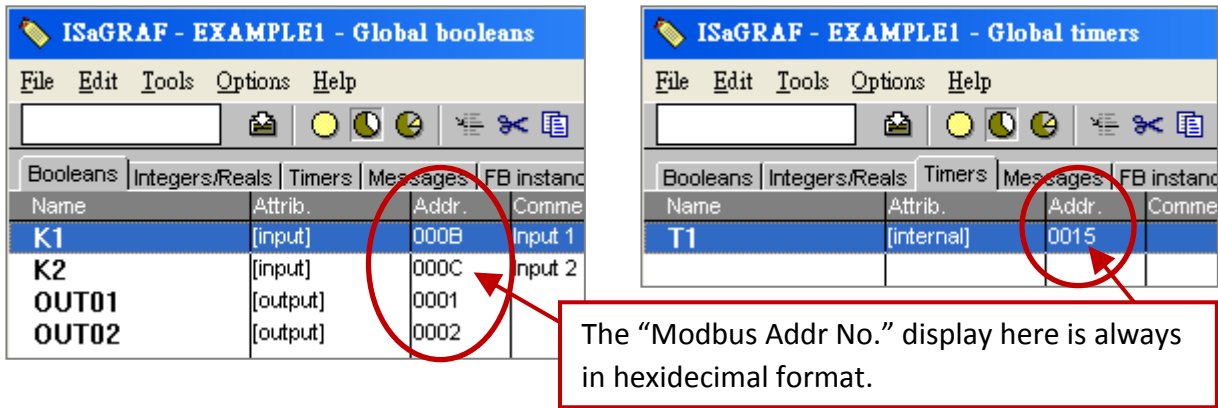 ISaGRAF - EXAMPLE1 - Global booleans
File Edit Tools Options Help
Booleans Integers/Reals Timers Messages FB instanc
Name Attrib. Addr. Comme
K1 [input] 000B Input 1
K2 [input] 000C Input 2
OUT01 [output] 0001
OUT02 [output] 0002
ISaGRAF - EXAMPLE1 - Global timers
File Edit Tools Options Help
Booleans Integers/Reals Timers Messages FB instanc
Name Attrib. Addr. Comme
T1 [internal] 0015
The “Modbus Addr No.” display here is always
in hexidecimal format.